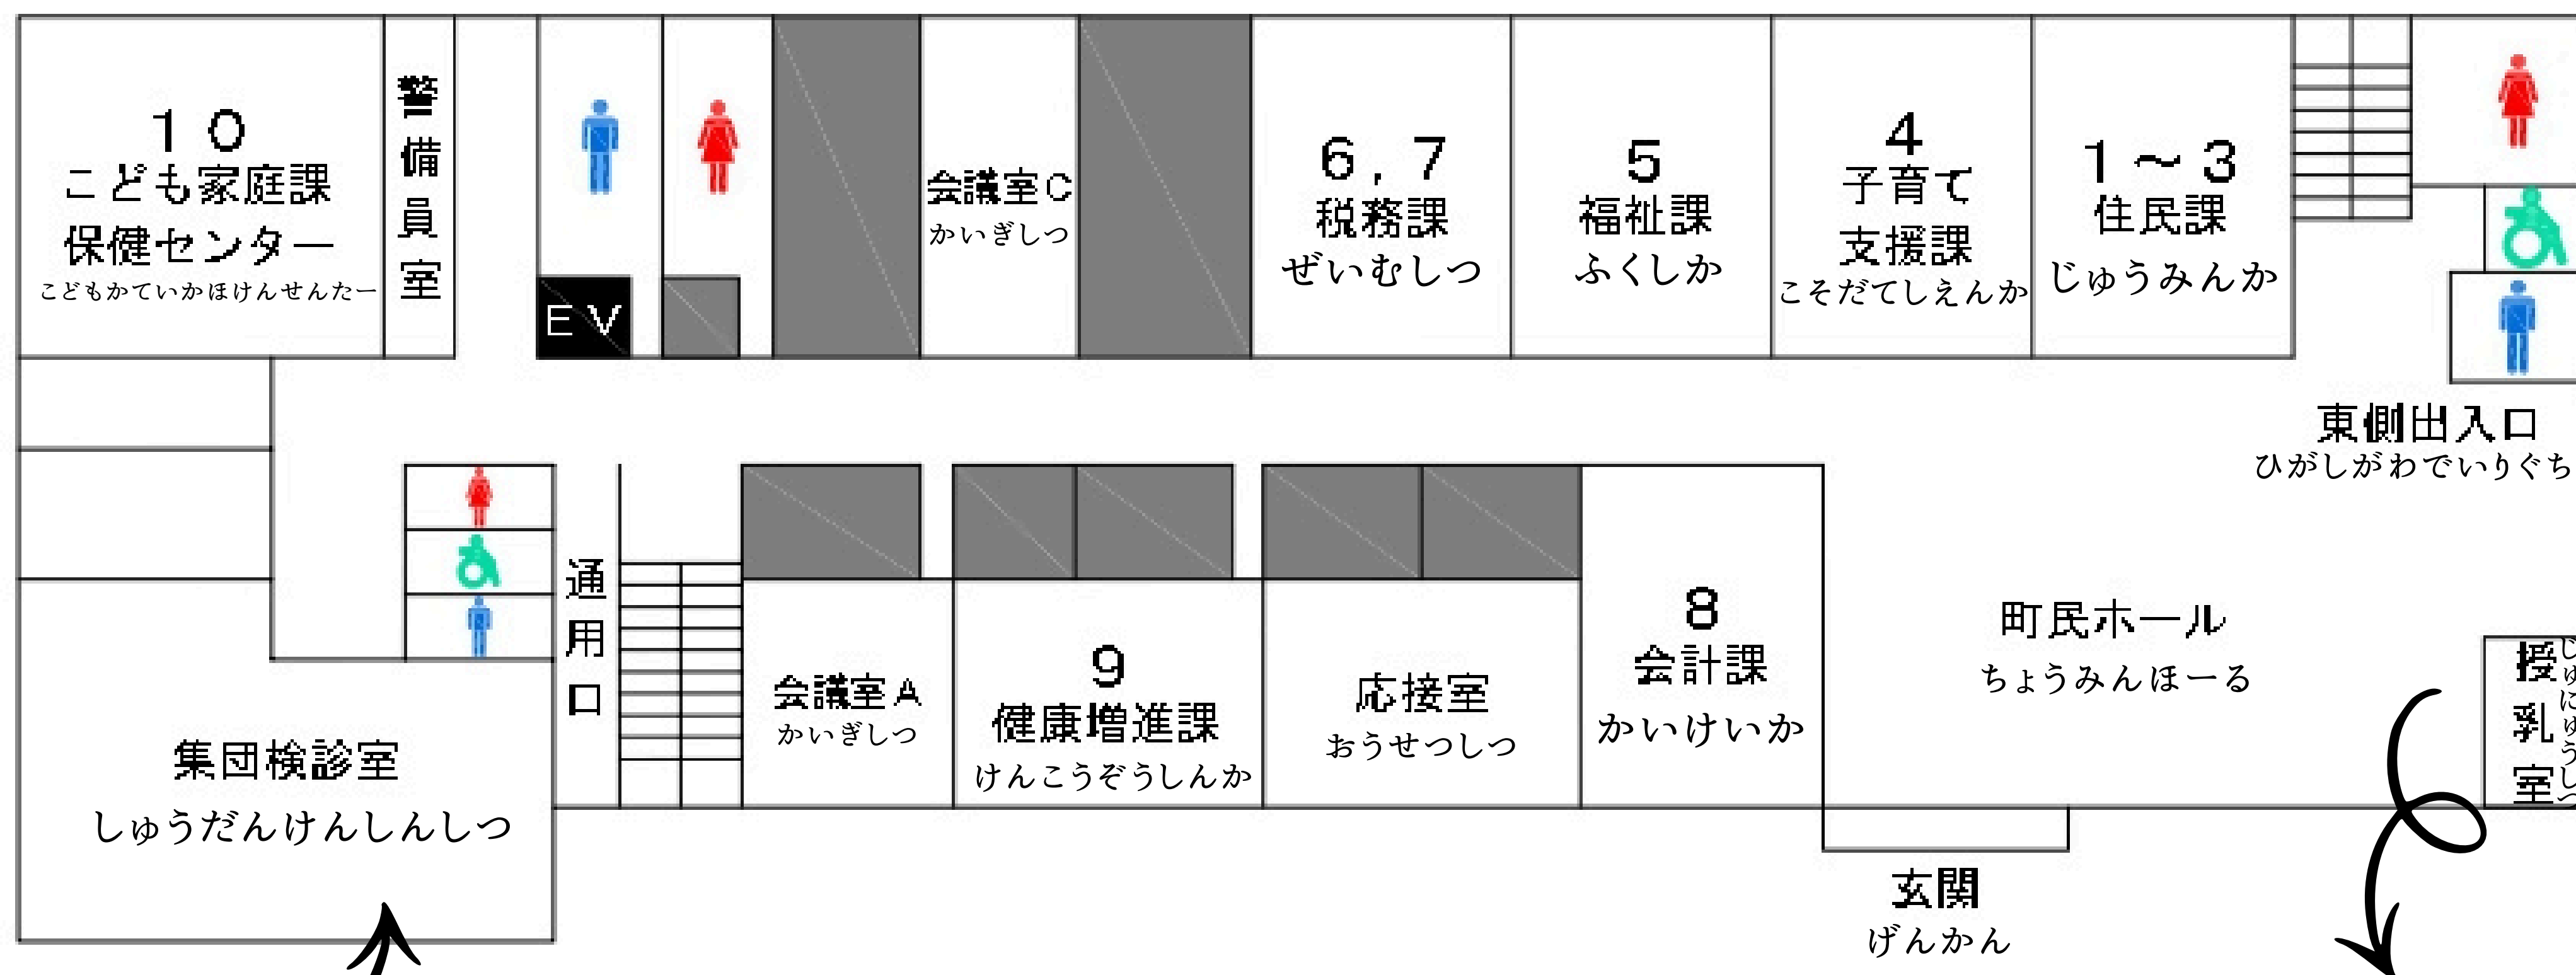 10
こども家庭課
保健センター
こどもかていかほけんせんたー
警備員室
EV
会議室C
かいぎしつ
6,7
税務課
ぜいむしつ
5
福祉課
ふくしか
4
子育て
支援課
こそだてしえんか
1～3
住民課
じゅうみんか
東側出入口
ひがしがわでいりぐち
通用口
会議室A
かいぎしつ
9
健康増進課
けんこうぞうしんか
応接室
おうせつしつ
8
会計課
かいけいか
町民ホール
ちょうみんほーる
授乳室
じゅにゅうしつ
集団検診室
しゅうだんけんしんしつ
玄関
げんかん